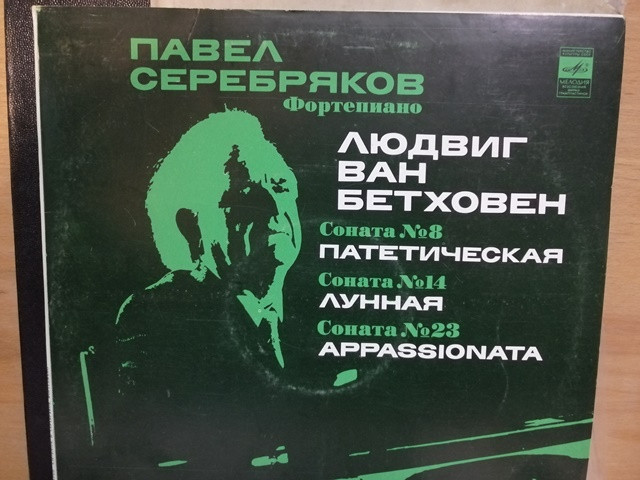 ПАВЕЛ
СЕРЕБРЯКОВ
Фортепиано
ЛЮДВИГ
ВАН
БЕТХОВЕН
Соната №8
ПАТЕТИЧЕСКАЯ
Соната №14
ЛУННАЯ
Соната №23
APPASSIONATA
МЕЛОДИЯ